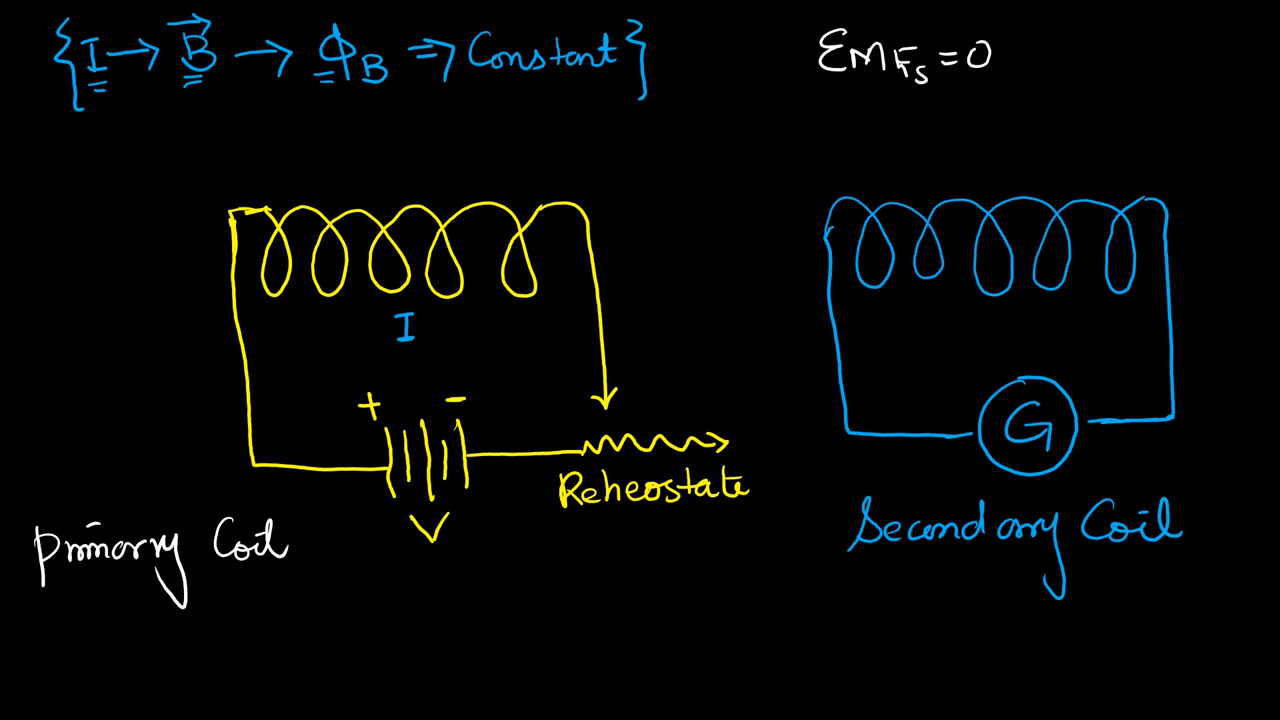 {I → B → ΦB ⇒ Constant}
EMFs = 0
I
+ -
G
V
Reheostate
Secondary Coil
Primary Coil